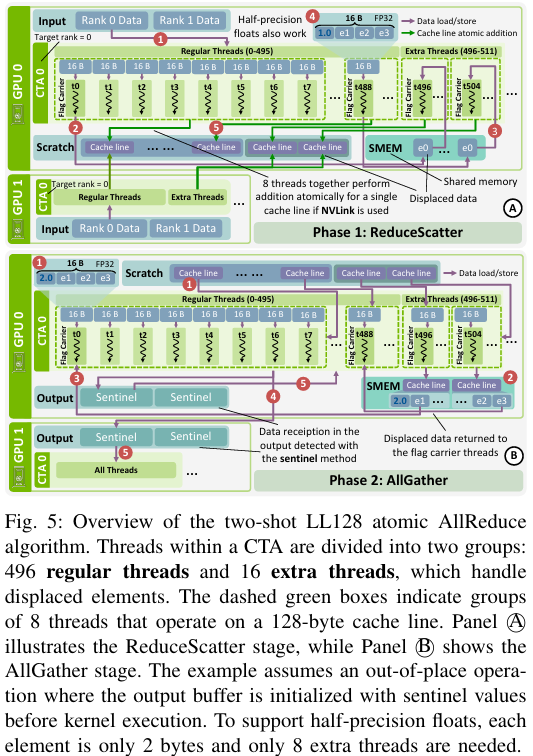 Input
Rank 0 Data
Rank 1 Data
Half-precision
floats also work
4
16 B FP32
1.0 e1 e2 e3
Data load/store
Cache line atomic addition
Target rank = 0
1
Regular Threads (0-495)
Extra Threads (496-511)
GPU 0
CTA 0
16 B 16 B 16 B 16 B 16 B 16 B 16 B 16 B ... 16 B
Flag Carrier t0 t1 t2 t3 t4 t5 t6 t7 ... Flag Carrier t488 t496 ... t504 ...
2
5
3
Scratch
Cache line ... ... Cache line Cache line Cache line
SMEM
e0 ... e0
GPU 1
CTA 0
Target rank = 0
Regular Threads
Extra Threads
...
Input
Rank 0 Data
Rank 1 Data
8 threads together perform
addition atomically for a single
cache line if NVLink is used
Shared memory
Displaced data
A
Phase 1: ReduceScatter
1
16 B FP32
2.0 e1 e2 e3
Scratch
Cache line ... ... Cache line Cache line Cache line
Data load/store
1
Regular Threads (0-495)
Extra Threads (496-511)
GPU 0
CTA 0
16 B 16 B 16 B 16 B 16 B 16 B 16 B 16 B ... 16 B 16 B 16 B
Flag Carrier t0 t1 t2 t3 t4 t5 t6 t7 ... Flag Carrier t488 t496 ... t504 ...
3
4
5
2
Output
Sentinel
Sentinel
SMEM
Cache line Cache line
2.0 e1 ... ... e2 e3
GPU 1
Output
Sentinel
Sentinel
5
CTA 0
All Threads
...
Data receiption in the
output detected with
the sentinel method
Displaced data returned to
the flag carrier threads
B
Phase 2: AllGather
Fig. 5: Overview of the two-shot LL128 atomic AllReduce
algorithm. Threads within a CTA are divided into two groups:
496 regular threads and 16 extra threads, which handle
displaced elements. The dashed green boxes indicate groups
of 8 threads that operate on a 128-byte cache line. Panel Ⓐ
illustrates the ReduceScatter stage, while Panel Ⓑ shows the
AllGather stage. The example assumes an out-of-place opera-
tion where the output buffer is initialized with sentinel values
before kernel execution. To support half-precision floats, each
element is only 2 bytes and only 8 extra threads are needed.